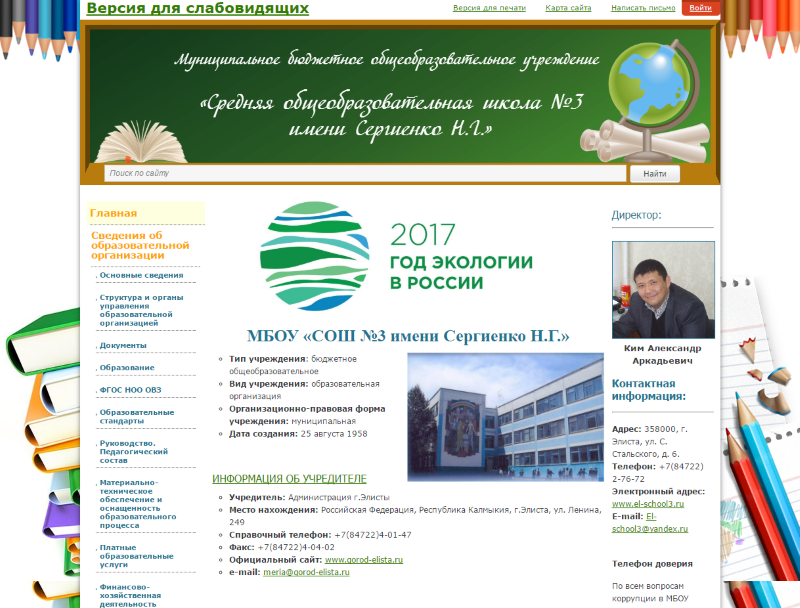 Версия для слабовидящих
Версия для печати
Карта сайта
Написать письмо
Войти
Муниципальное бюджетное общеобразовательное учреждение
«Средняя общеобразовательная школа №3
имени Сергиенко Н.Г.»
Поиск по сайту
Найти
Главная
Сведения об
образовательной
организации
Основные сведения
Структура и органы
управления
образовательной
организацией
Документы
Образование
ФГОС НОО ОВЗ
Образовательные
стандарты
Руководство.
Педагогический
состав
Материально-
техническое
обеспечение и
оснащенность
образовательного
процесса
Платные
образовательные
услуги
Финансово-
хозяйственная
деятельность
2017
ГОД ЭКОЛОГИИ
В РОССИИ
МБОУ «СОШ №3 имени Сергиенко Н.Г.»
Тип учреждения: бюджетное
общеобразовательное
Вид учреждения: образовательная
организация
Организационно-правовая форма
учреждения: муниципальная
Дата создания: 25 августа 1958
ИНФОРМАЦИЯ ОБ УЧРЕДИТЕЛЕ
Учредитель: Администрация г.Элисты
Место нахождения: Российская Федерация, Республика Калмыкия, г.Элиста, ул. Ленина,
249
Справочный телефон: +7(84722)4-01-47
Факс: +7(84722)4-04-02
Официальный сайт: www.gorod-elista.ru
e-mail: meria@gorod-elista.ru
Директор:
Ким Александр
Аркадьевич
Контактная
информация:
Адрес: 358000, г.
Элиста, ул. С.
Стальского, д. 6.
Телефон: +7(84722)
2-76-72
Электронный адрес:
www.el-school3.ru
E-mail: El-
school3@yandex.ru
Телефон доверия
По всем вопросам
коррупции в МБОУ